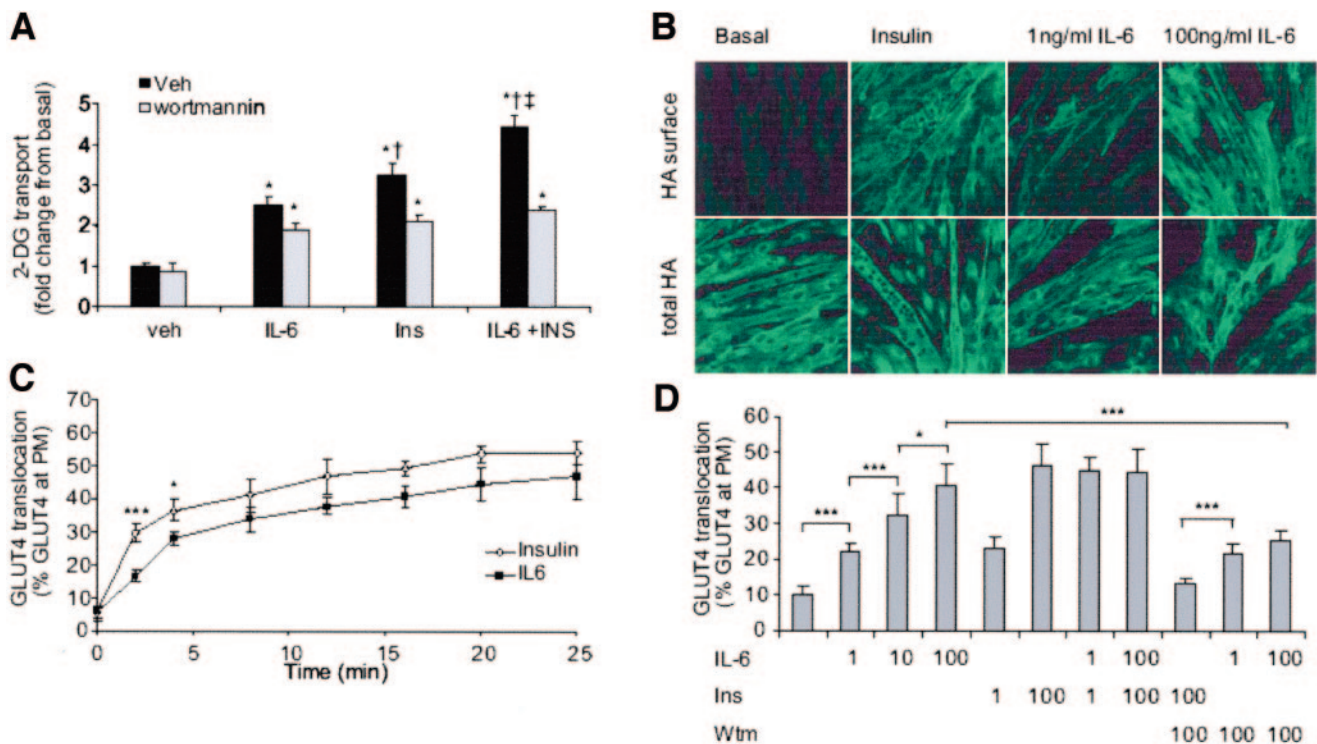 A
Veh
wortmannin
2-DG transport
(fold change from basal)
5
4
3
2
1
0
*
*
*†
*
*†‡
*
veh
IL-6
Ins
IL-6 +INS
B
Basal
Insulin
1ng/ml IL-6
100ng/ml IL-6
HA surface
total HA
C
GLUT4 translocation
(% GLUT4 at PM)
70
60
50
40
30
20
10
0
***
*
Insulin
IL6
0
5
10
15
20
25
Time (min)
D
GLUT4 translocation
(% GLUT4 at PM)
60
50
40
30
20
10
0
***
***
*
***
***
IL-6 1 10 100 1 100 1 100
Ins 1 100 1 100 100
Wtm 100 100 100